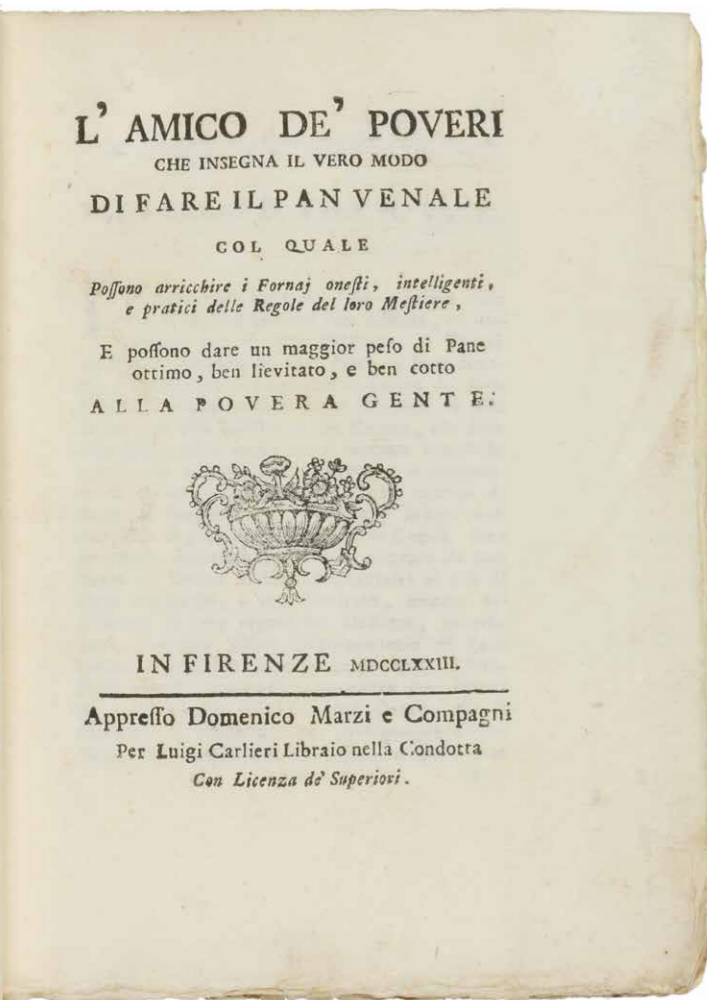 L' AMICO DE' POVERI
CHE INSEGNA IL VERO MODO
DI FARE IL PAN VENALE
COL QUALE
Poſſono arricchire i Fornaj oneſti, intelligenti,
e pratici delle Regole del loro Meſtiere,
E poſſono dare un maggior peſo di Pane
ottimo, ben lievitato, e ben cotto
ALLA POVERA GENTE.
IN FIRENZE MDCCLXXIII.
Appreſſo Domenico Marzi e Compagni
Per Luigi Carlieri Libraio nella Condotta
Con Licenza de' Superiori.